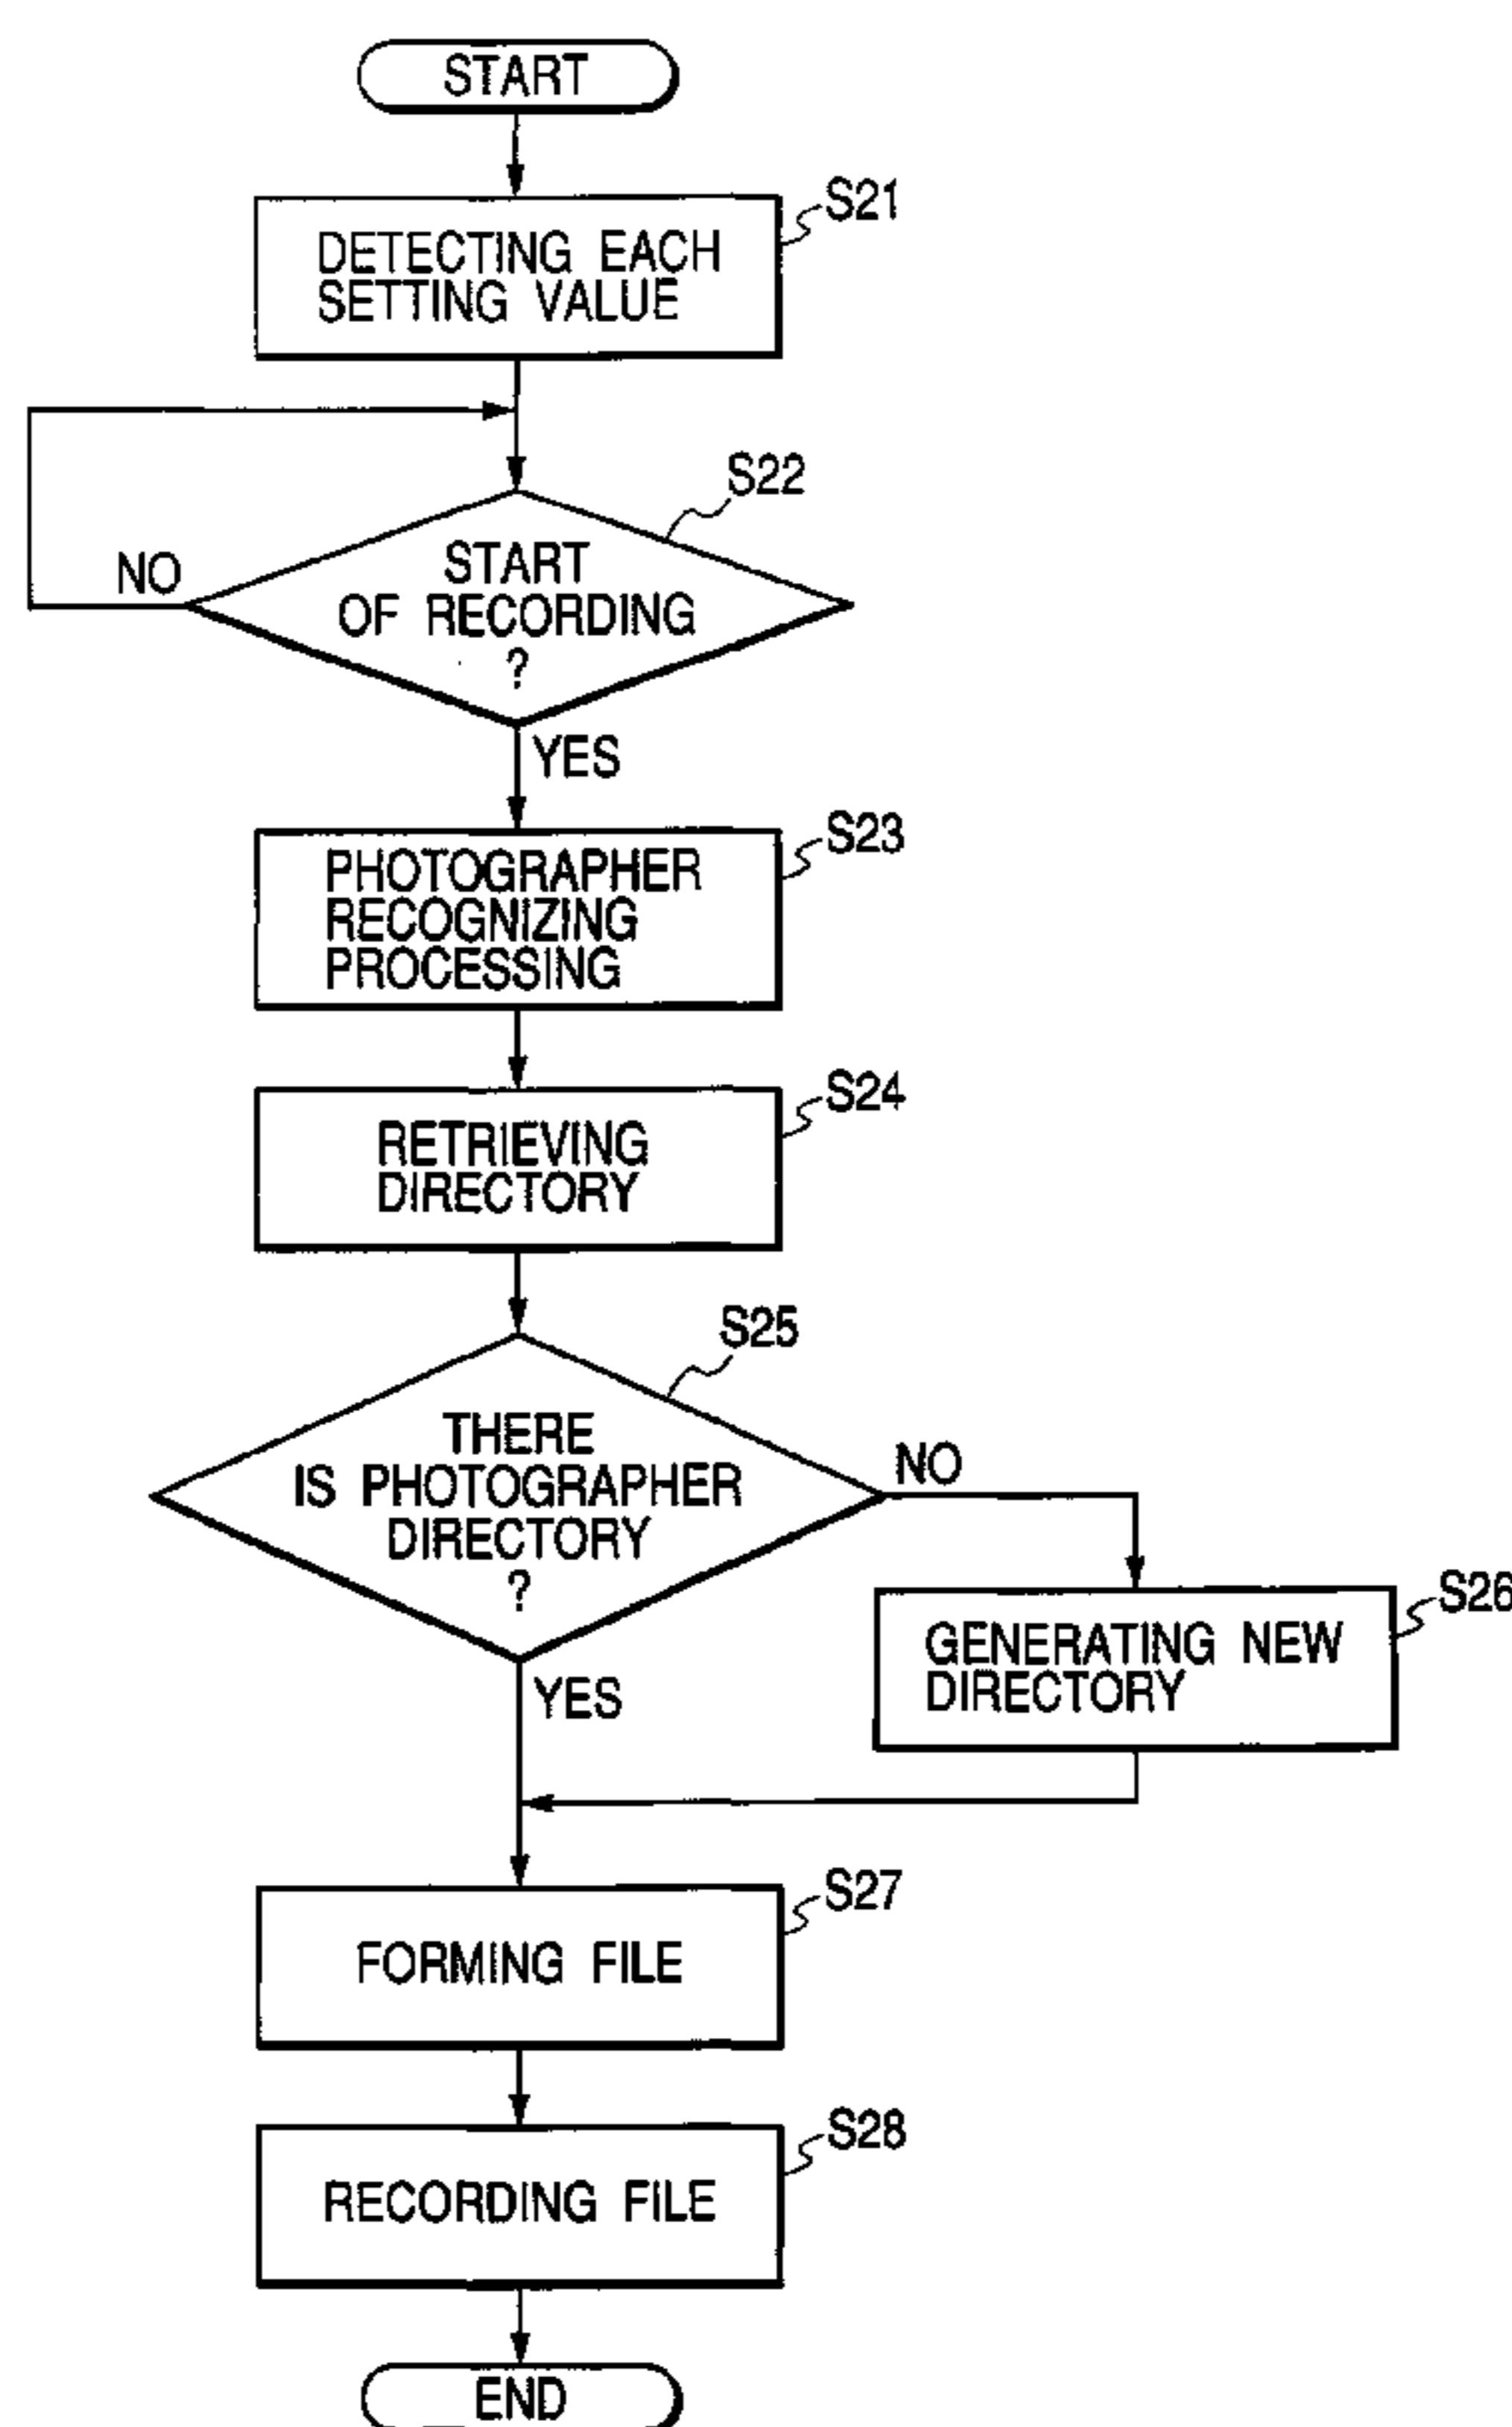 START
S21
DETECTING EACH
SETTING VALUE
S22
START
OF RECORDING
?
NO
YES
S23
PHOTOGRAPHER
RECOGNIZING
PROCESSING
S24
RETRIEVING
DIRECTORY
S25
THERE
IS PHOTOGRAPHER
DIRECTORY
?
NO
YES
S26
GENERATING NEW
DIRECTORY
S27
FORMING FILE
S28
RECORDING FILE
END